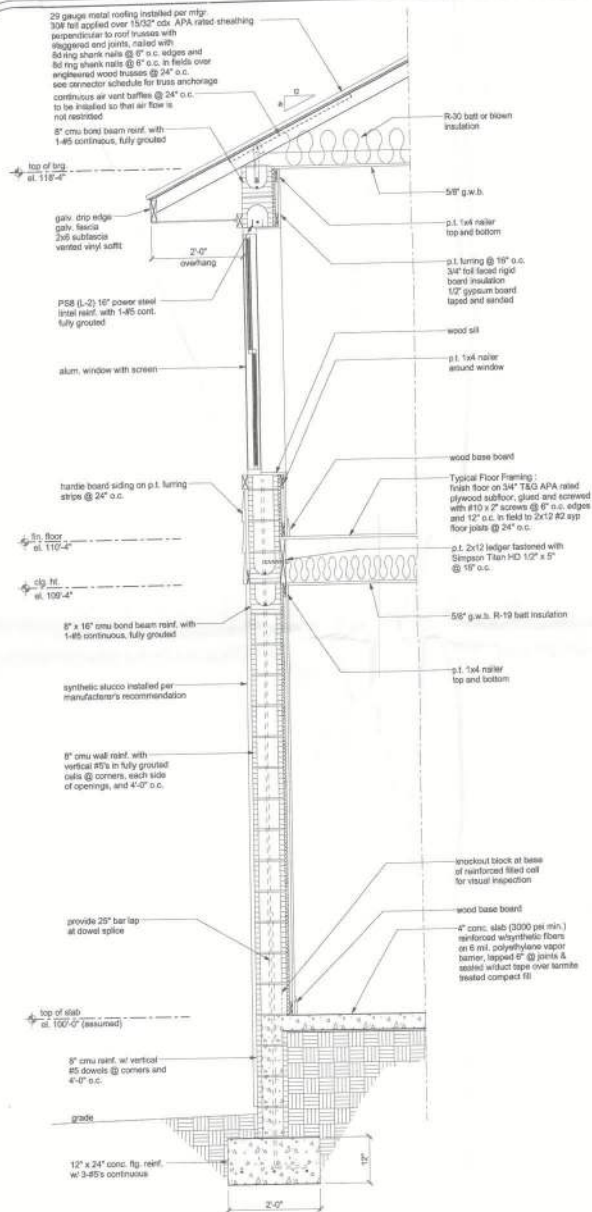 29 gauge metal roofing installed per mfgr.
30# felt applied over 15/32" cdx APA rated sheathing
perpendicular to roof trusses with
staggered end joints, nailed with
8d ring shank nails @ 6" o.c. edges and
8d ring shank nails @ 6" o.c. in fields over
engineered wood trusses @ 24" o.c.
see connector schedule for truss anchorage
continuous air vent baffles @ 24" o.c.
to be installed so that air flow is
not restricted
8" cmu bond beam reinf. with
1-#5 continuous, fully grouted
top of brg.
el. 118'-4"
galv. drip edge
galv. fascia
2x6 subfascia
vented vinyl soffit
2'-0"
overhang
PS8 (L-2) 16" power steel
lintel reinf. with 1-#5 cont.
fully grouted
alum. window with screen
hardie board siding on p.t. furring
strips @ 24" o.c.
fin. floor
el. 110'-4"
clg. ht.
el. 109'-4"
8" x 16" cmu bond beam reinf. with
1-#5 continuous, fully grouted
synthetic stucco installed per
manufacturer's recommendation
8" cmu wall reinf. with
vertical #5's in fully grouted
cells @ corners, each side
of openings, and 4'-0" o.c.
provide 25" bar lap
at dowel splice
top of slab
el. 100'-0" (assumed)
8" cmu reinf. w/ vertical
#5 dowels @ corners and
4'-0" o.c.
grade
12" x 24" conc. ftg. reinf.
w/ 3-#5's continuous
2'-0"
12"
12
R-30 batt or blown
insulation
5/8" g.w.b.
p.t. 1x4 nailer
top and bottom
p.t. furring @ 16" o.c.
3/4" foil faced rigid
board insulation
1/2" gypsum board
taped and sanded
wood sill
p.t. 1x4 nailer
around window
wood base board
Typical Floor Framing :
finish floor on 3/4" T&G APA rated
plywood subfloor, glued and screwed
with #10 x 2" screws @ 6" o.c. edges
and 12" o.c. in field to 2x12 #2 syp
floor joists @ 24" o.c.
p.t. 2x12 ledger fastened with
Simpson Titan HD 1/2" x 5"
@ 16" o.c.
5/8" g.w.b. R-19 batt insulation
p.t. 1x4 nailer
top and bottom
knockout block at base
of reinforced filled cell
for visual inspection
wood base board
4" conc. slab (3000 psi min.)
reinforced w/synthetic fibers
on 6 mil. polyethylene vapor
barrier, lapped 6" @ joints &
sealed w/duct tape over termite
treated compact fill